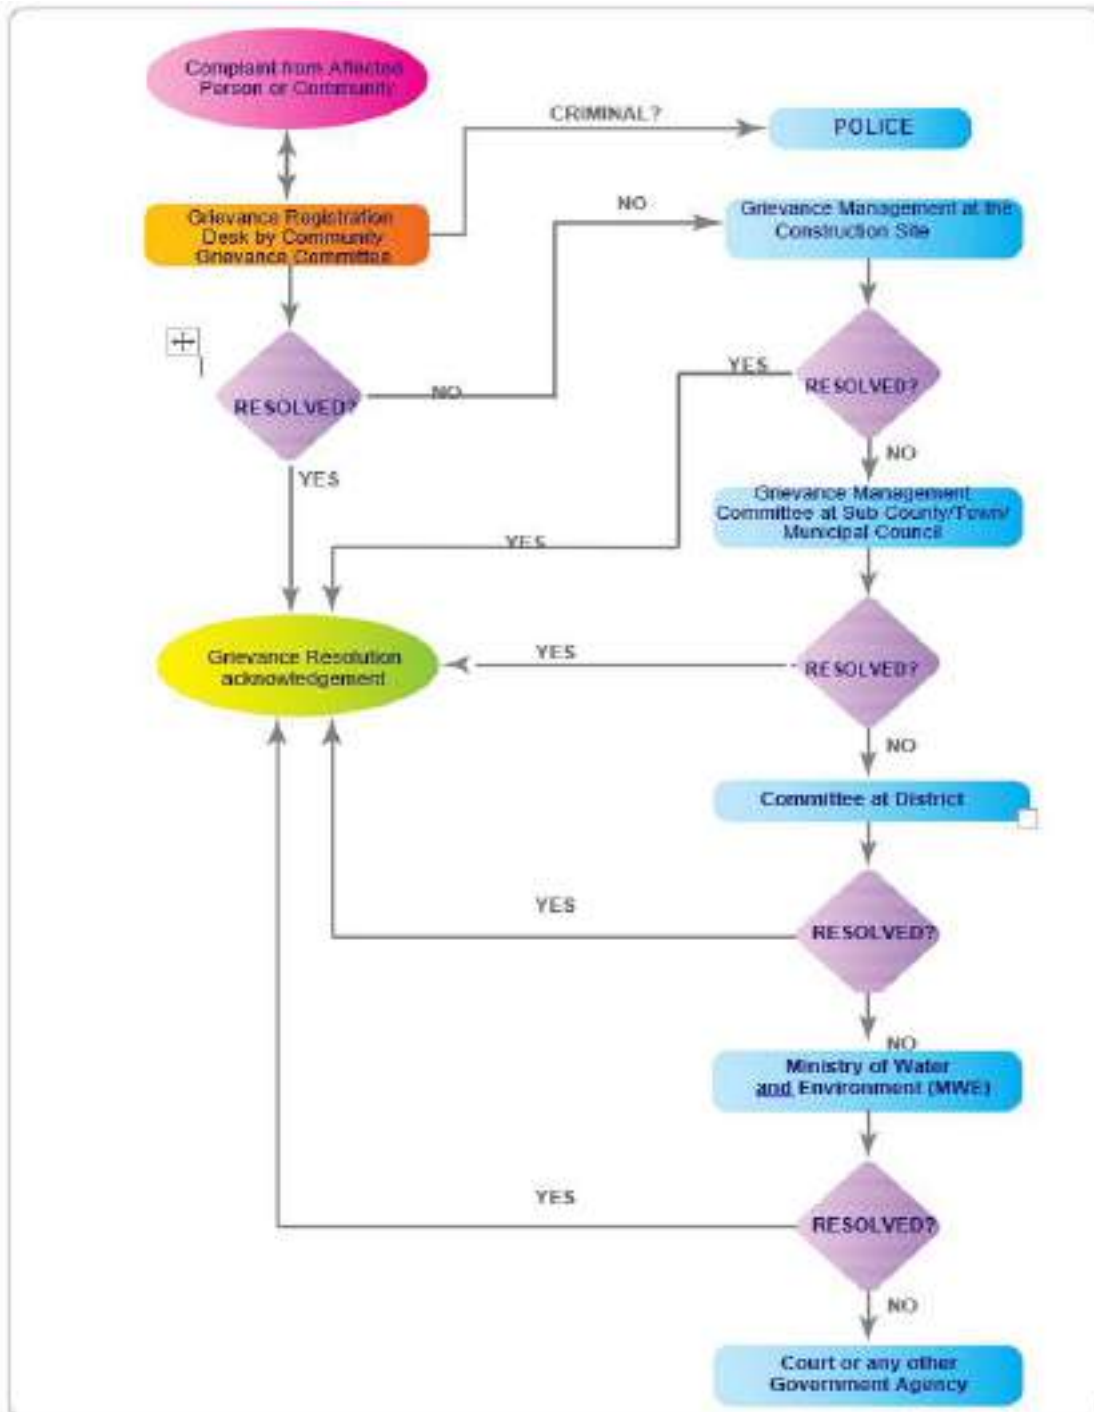 Complaint from Affected
Person or Community
CRIMINAL?
POLICE
Grievance Registration
Desk by Community
Grievance Committee
NO
Grievance Management at the
Construction Site
RESOLVED?
NO
YES
RESOLVED?
YES
NO
Grievance Management
Committee at Sub County/Town/
Municipal Council
YES
Grievance Resolution
acknowledgement
YES
RESOLVED?
NO
Committee at District
YES
RESOLVED?
NO
Ministry of Water
and Environment (MWE)
YES
RESOLVED?
NO
Court or any other
Government Agency